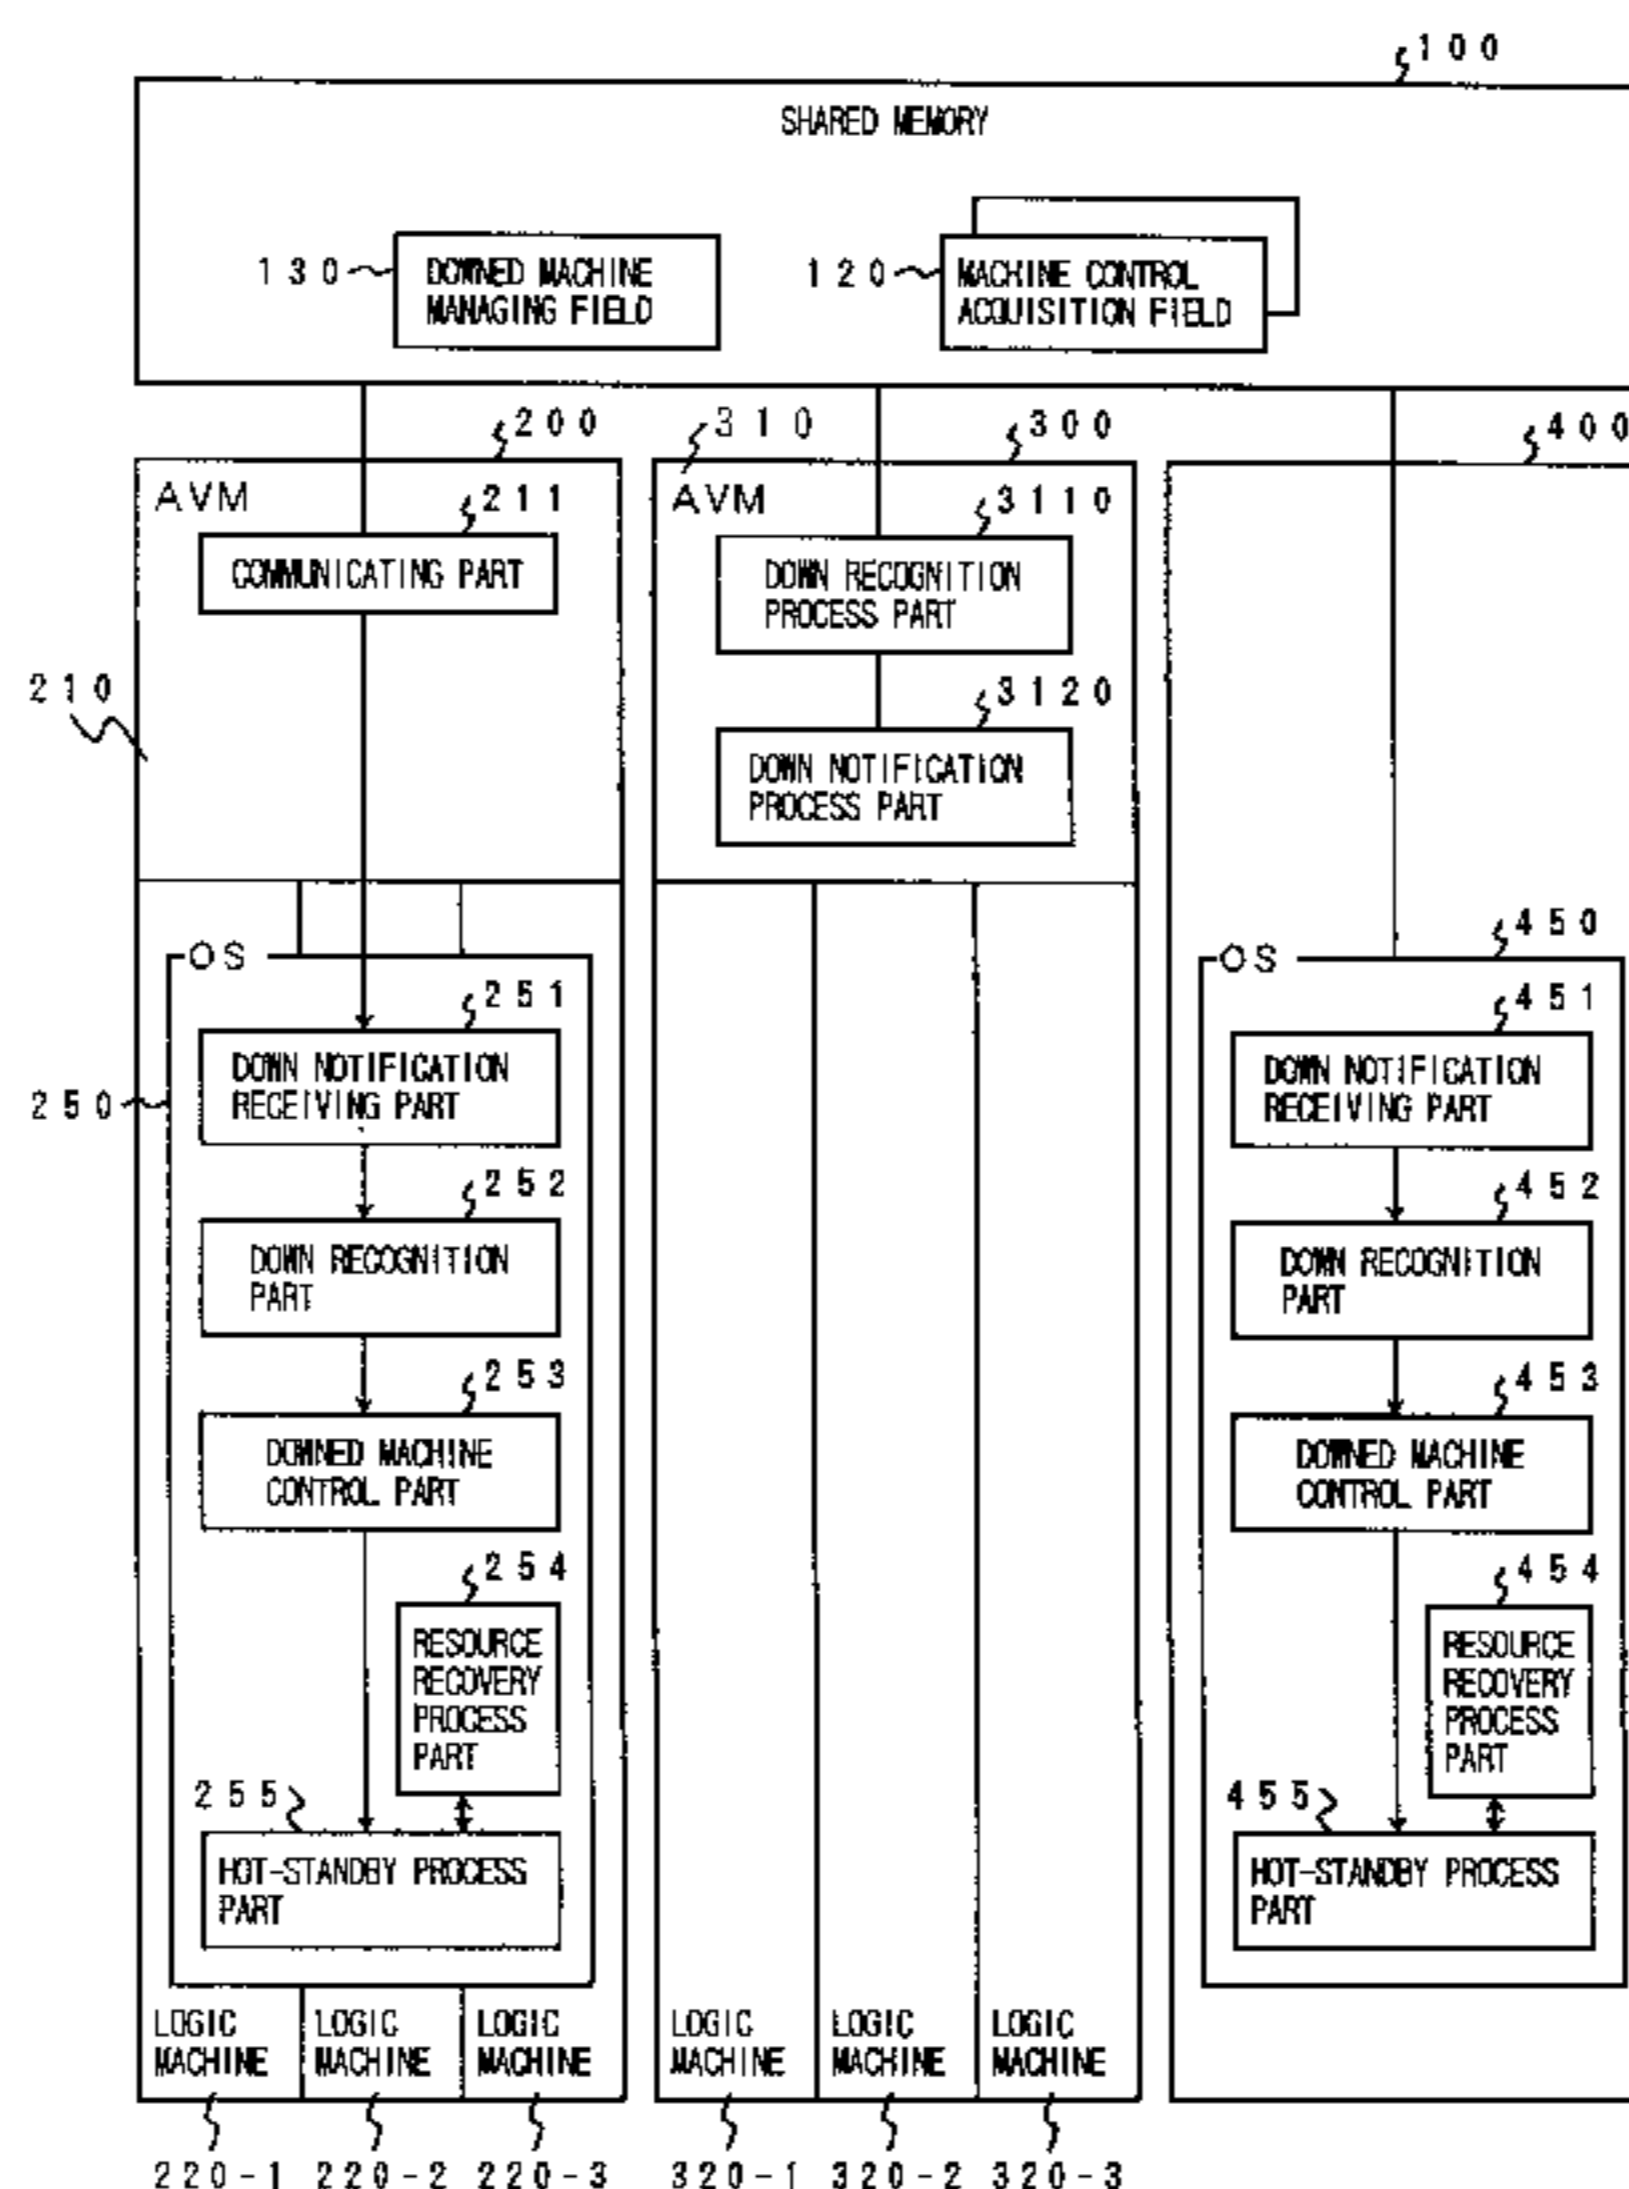 100
SHARED MEMORY
130
DOWNED MACHINE
MANAGING FIELD
120
MACHINE CONTROL
ACQUISITION FIELD
200
310
300
400
AVM
211
COMMUNICATING PART
210
AVM
3110
DOWN RECOGNITION
PROCESS PART
3120
DOWN NOTIFICATION
PROCESS PART
OS
250
251
DOWN NOTIFICATION
RECEIVING PART
252
DOWN RECOGNITION
PART
253
DOWNED MACHINE
CONTROL PART
254
RESOURCE
RECOVERY
PROCESS
PART
255
HOT-STANDBY PROCESS
PART
450
OS
451
DOWN NOTIFICATION
RECEIVING PART
452
DOWN RECOGNITION
PART
453
DOWNED MACHINE
CONTROL PART
454
RESOURCE
RECOVERY
PROCESS
PART
455
HOT-STANDBY PROCESS
PART
LOGIC
MACHINE
LOGIC
MACHINE
LOGIC
MACHINE
LOGIC
MACHINE
LOGIC
MACHINE
LOGIC
MACHINE
220-1
220-2
220-3
320-1
320-2
320-3